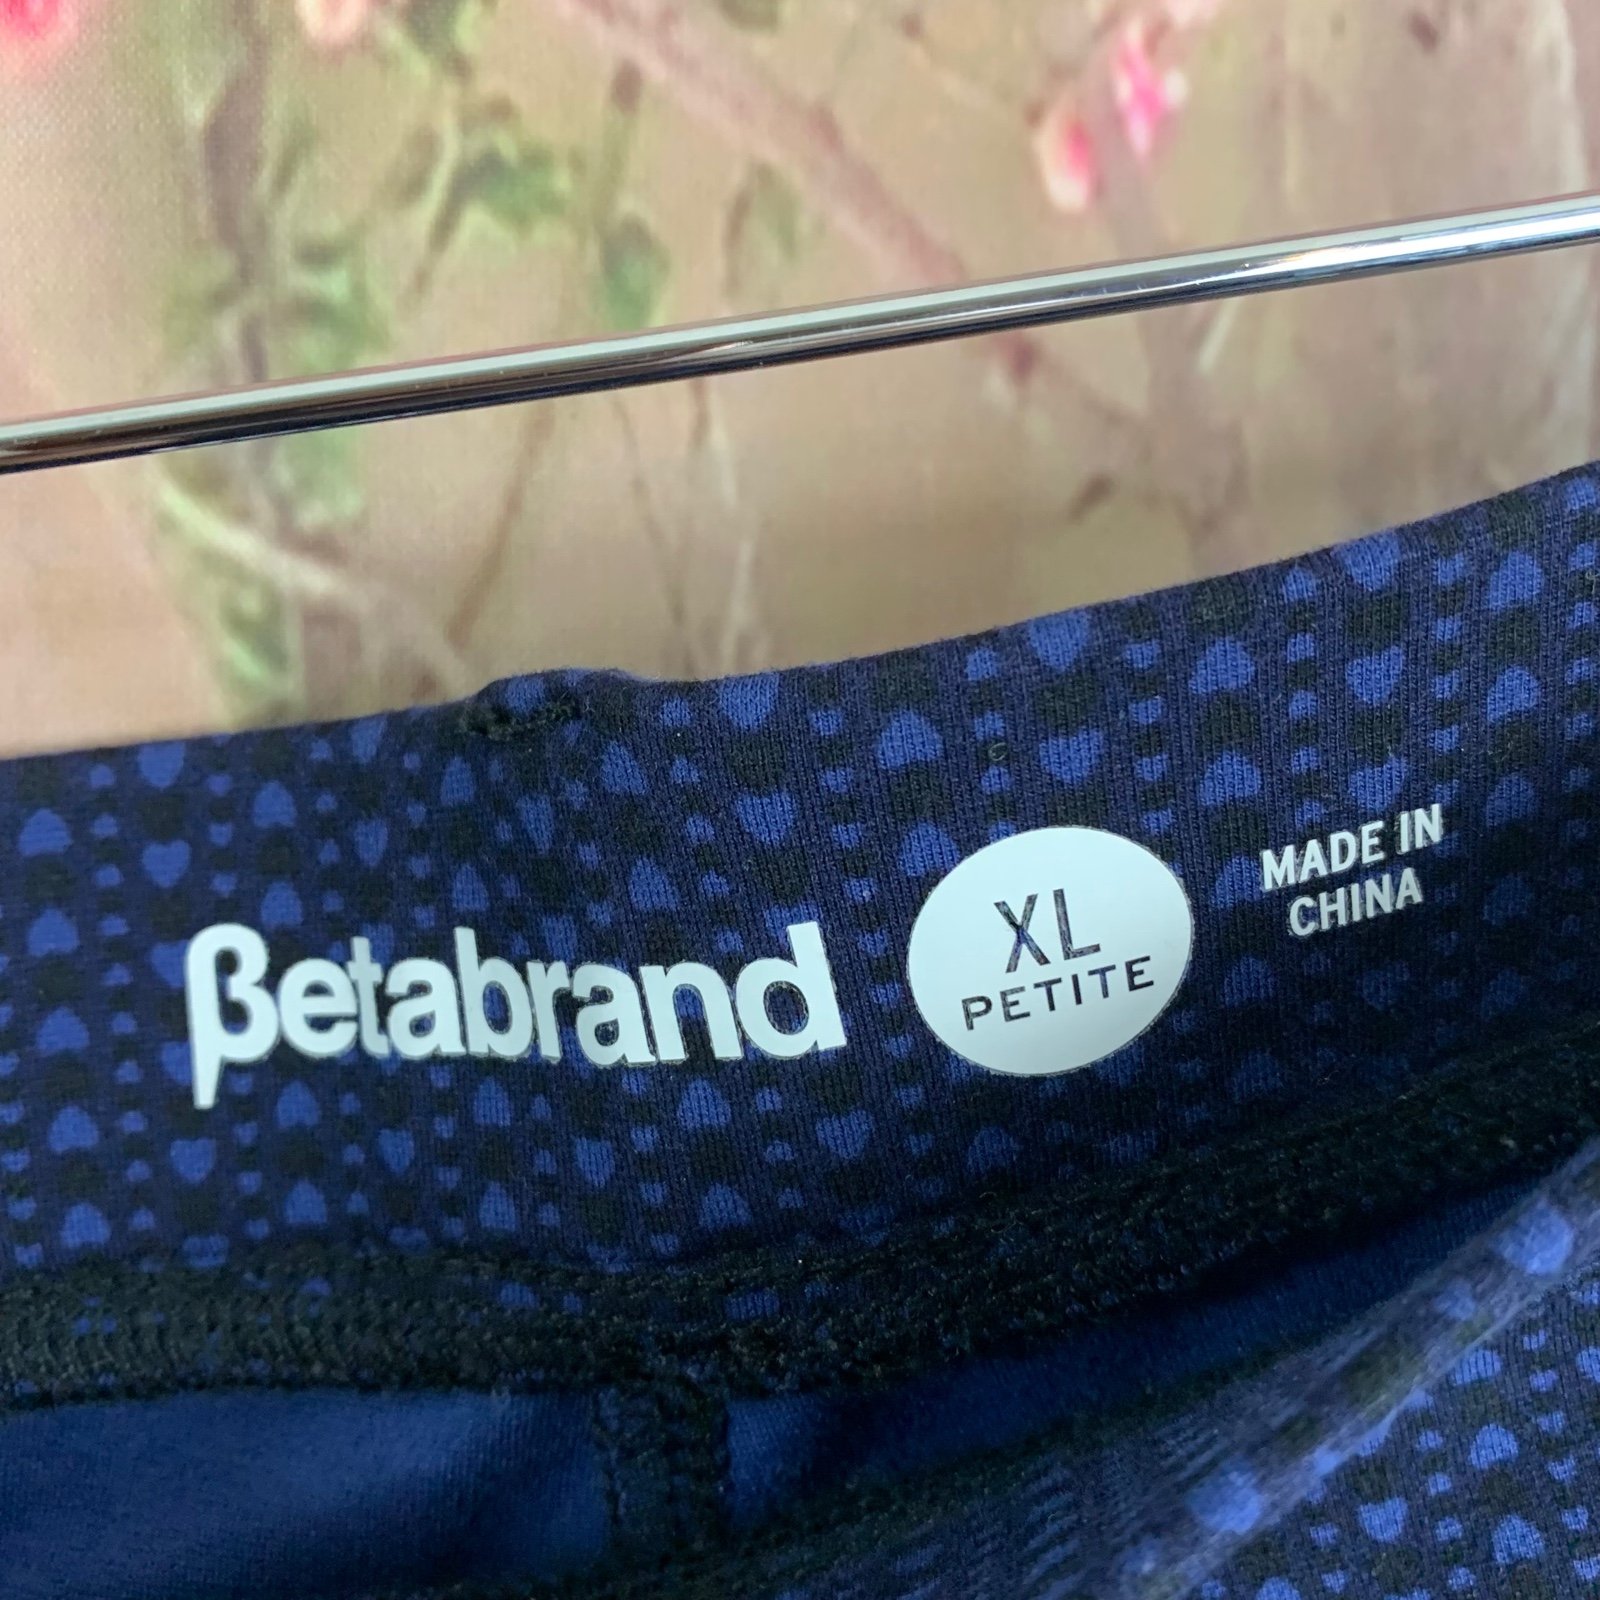 βetabrand
XL
PETITE
MADE IN
CHINA